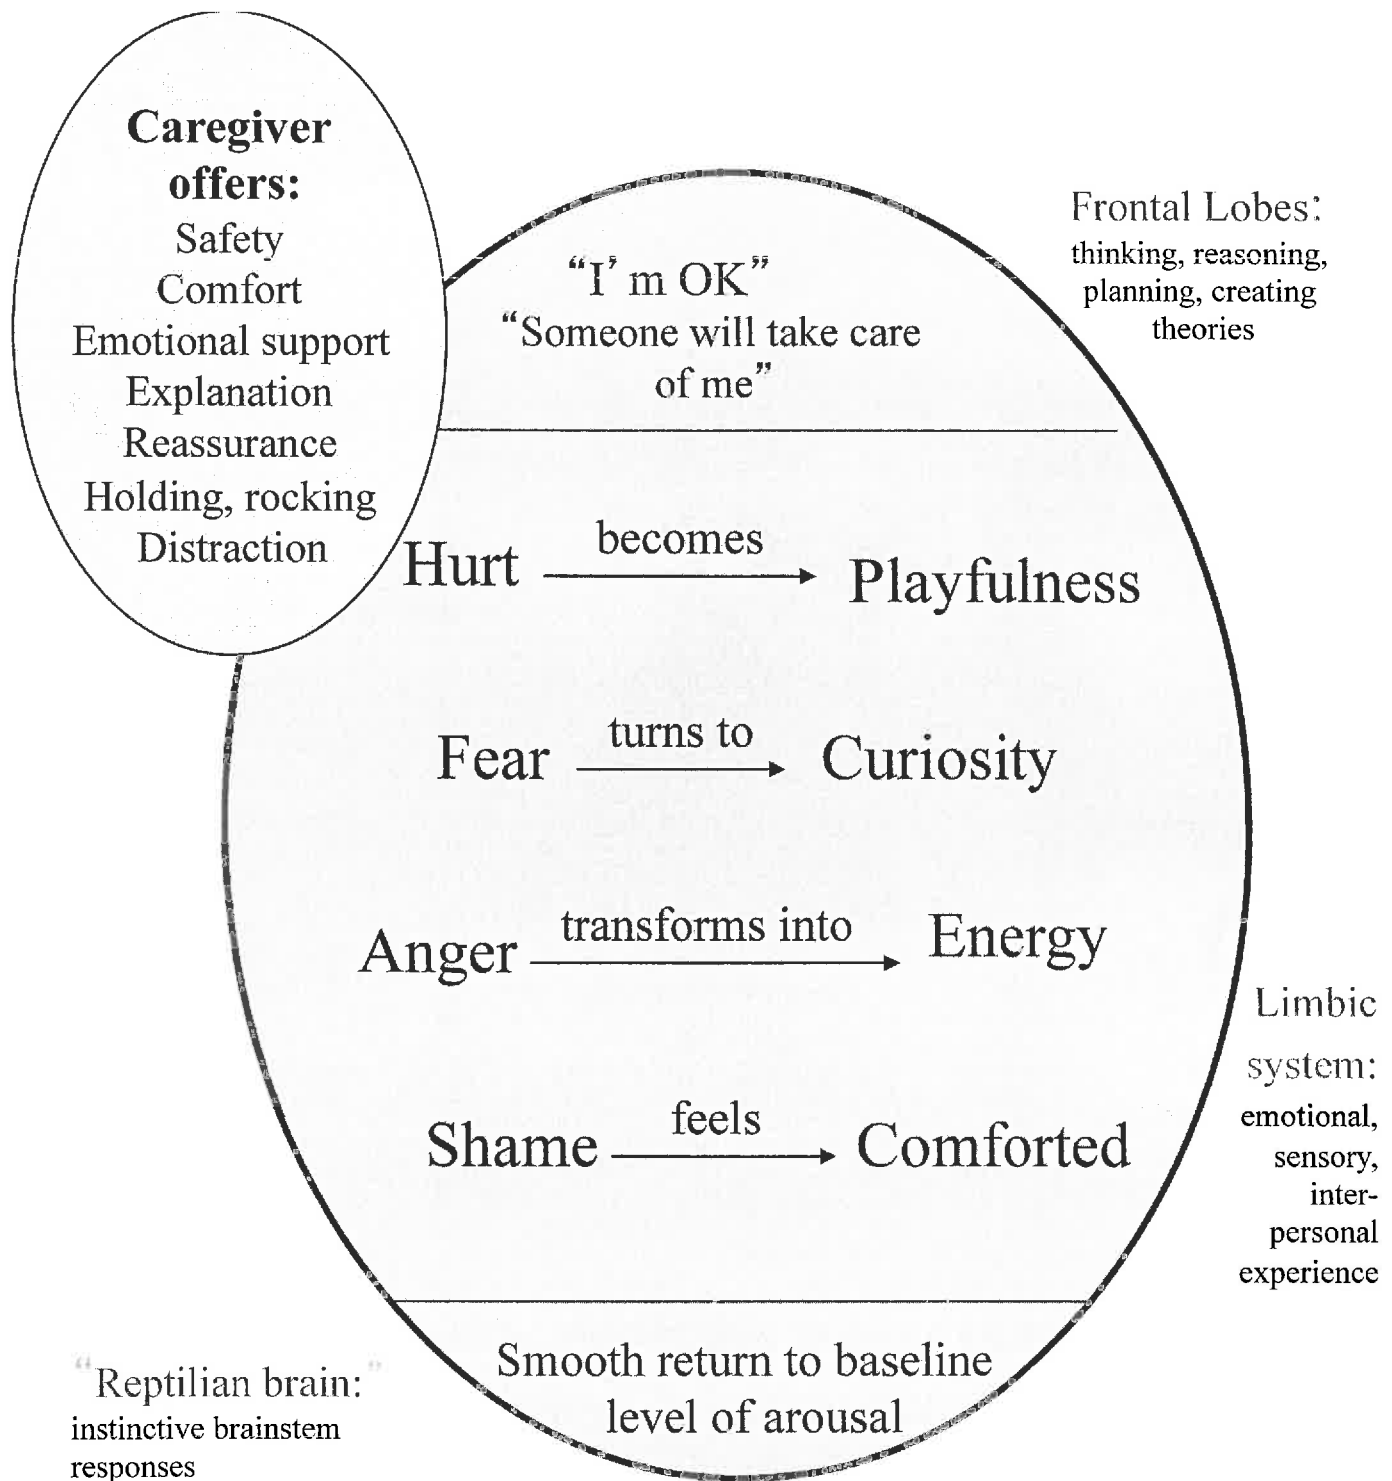 Caregiver
offers:
Safety
Comfort
Emotional support
Explanation
Reassurance
Holding, rocking
Distraction
“I’ m OK”
“Someone will take care
of me”
Frontal Lobes:
thinking, reasoning,
planning, creating
theories
Hurt
becomes
Playfulness
Fear
turns to
Curiosity
Anger
transforms into
Energy
Shame
feels
Comforted
Limbic
system:
emotional,
sensory,
inter-
personal
experience
Smooth return to baseline
level of arousal
“Reptilian brain:”
instinctive brainstem
responses